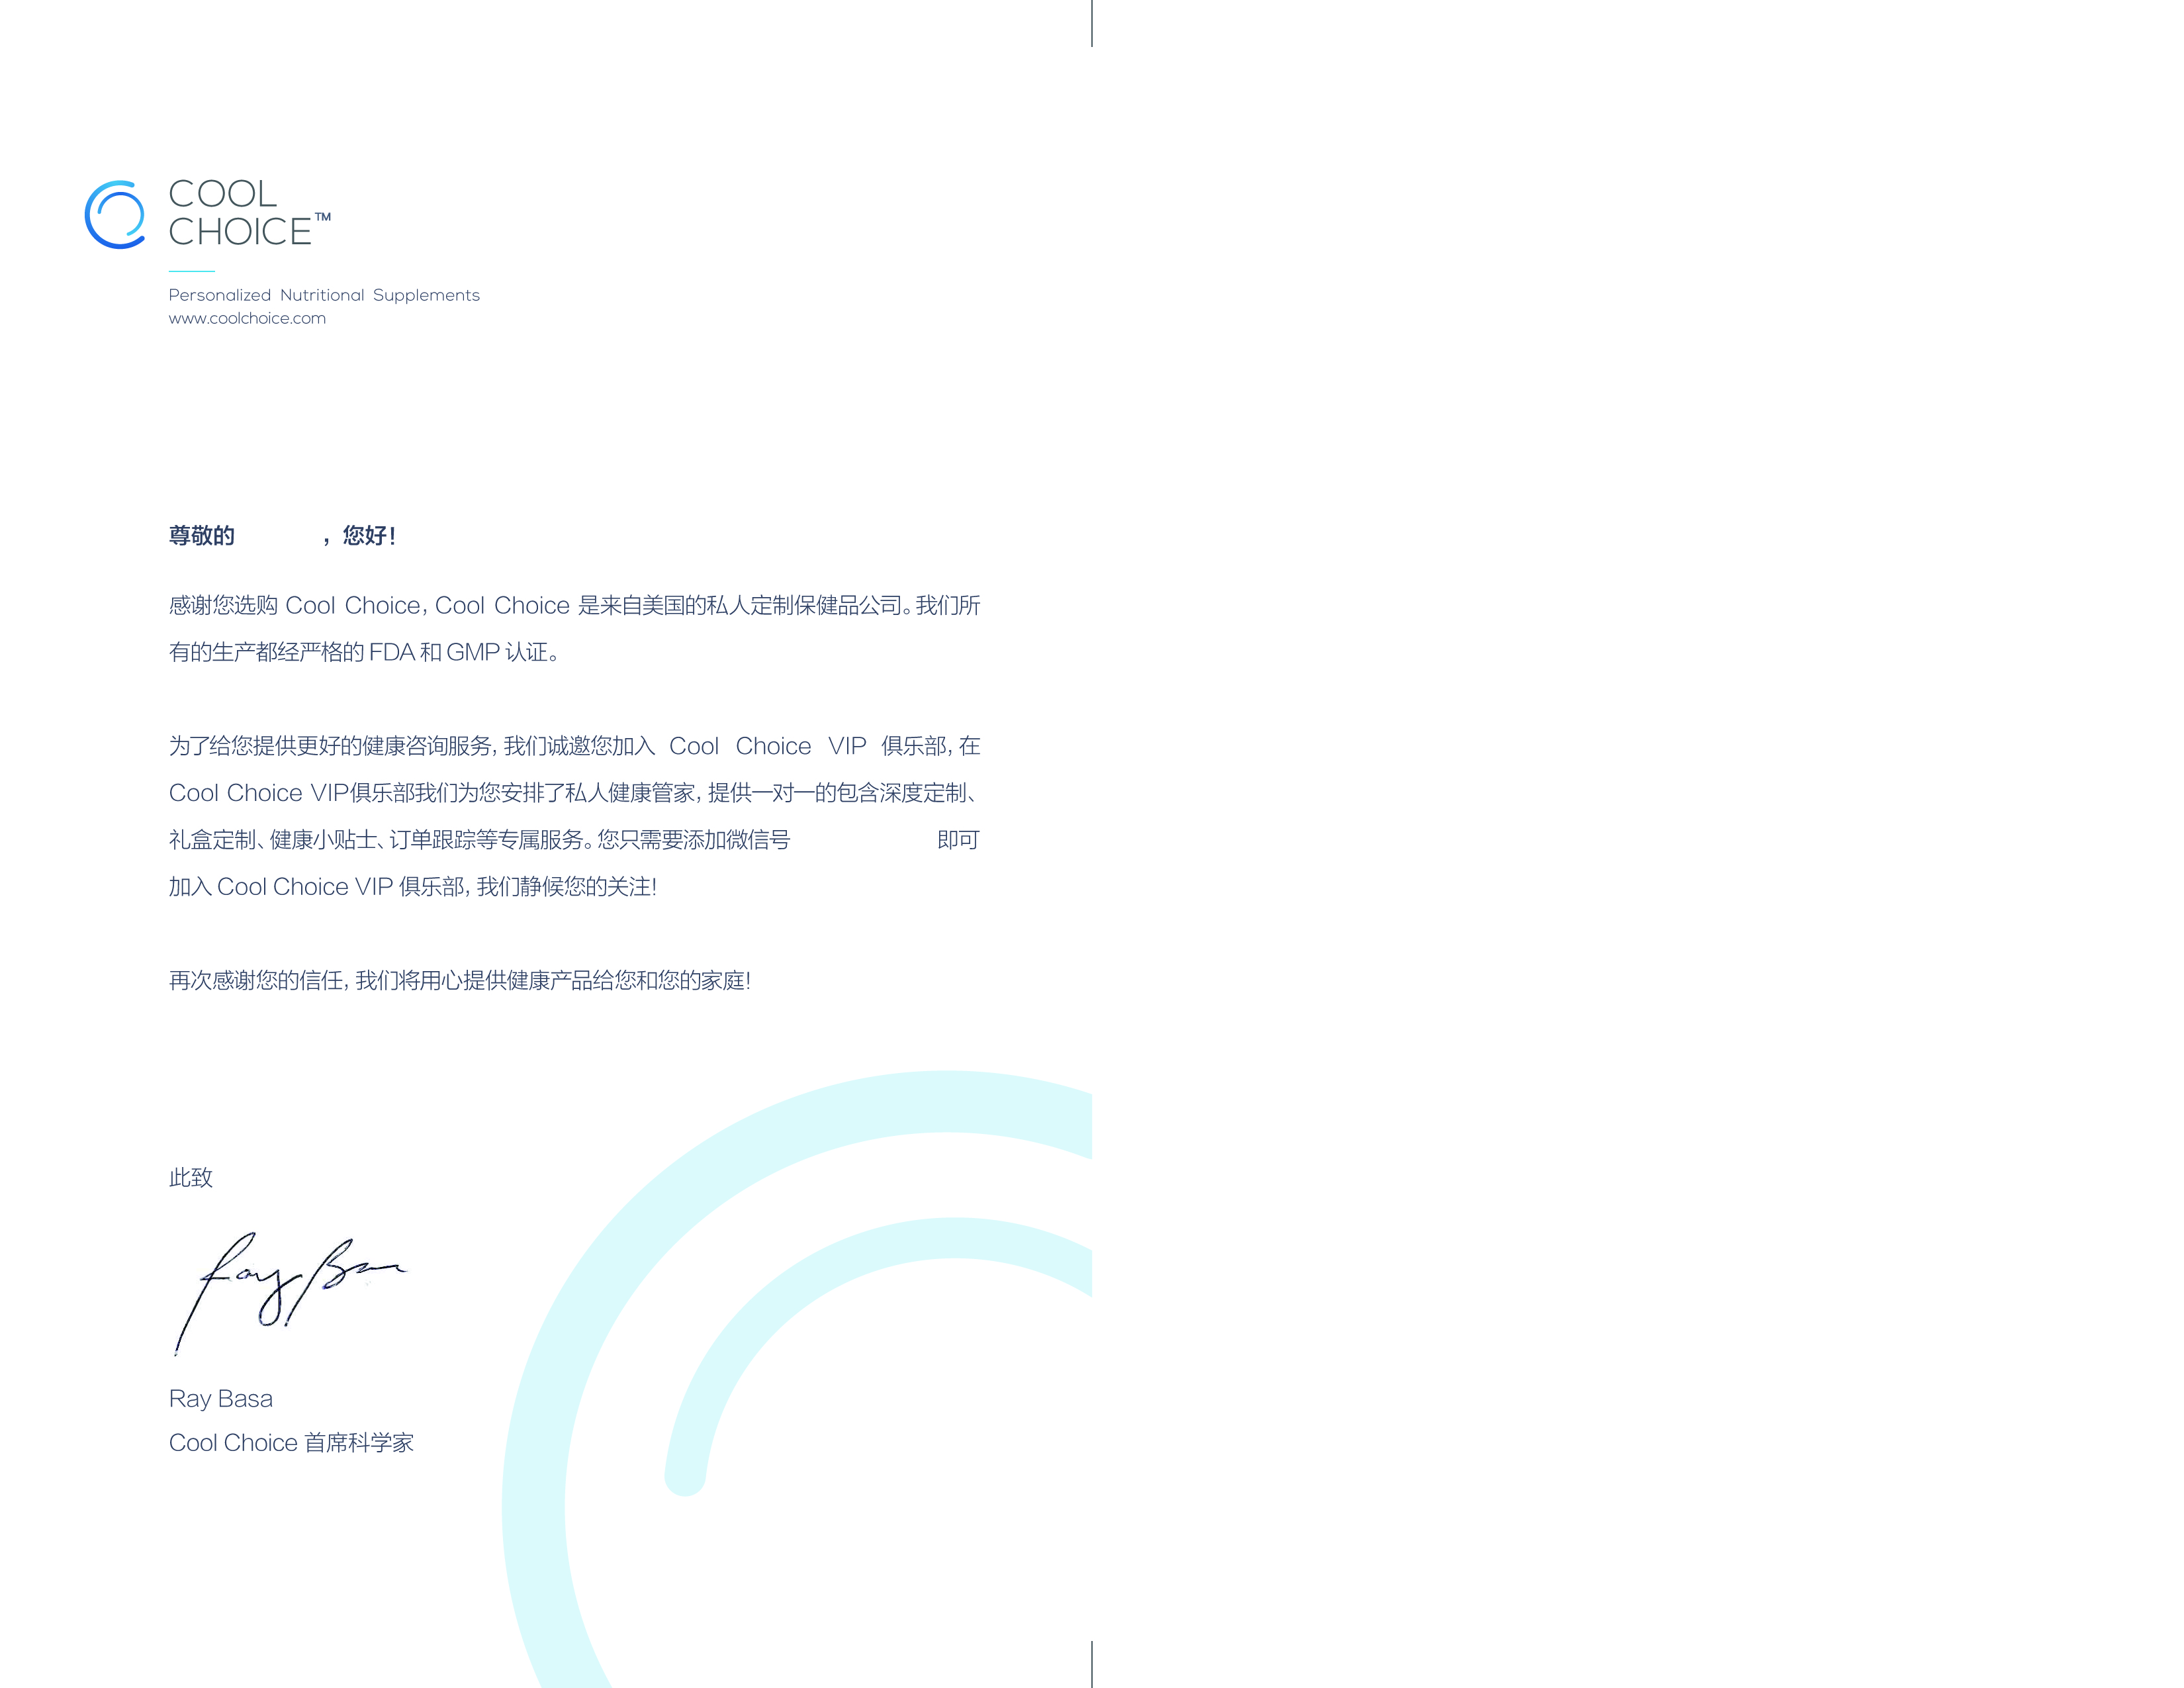 COOL
CHOICE™
Personalized Nutritional Supplements
www.coolchoice.com
尊敬的 ，您好！
感谢您选购 Cool Choice，Cool Choice 是来自美国的私人定制保健品公司。我们所
有的生产都经严格的 FDA 和 GMP 认证。
为了给您提供更好的健康咨询服务，我们诚邀您加入 Cool Choice VIP 俱乐部，在
Cool Choice VIP俱乐部我们为您安排了私人健康管家，提供一对一的包含深度定制、
礼盒定制、健康小贴士、订单跟踪等专属服务。您只需要添加微信号 即可
加入 Cool Choice VIP 俱乐部，我们静候您的关注！
再次感谢您的信任，我们将用心提供健康产品给您和您的家庭！
此致
Ray Basa
Ray Basa
Cool Choice 首席科学家